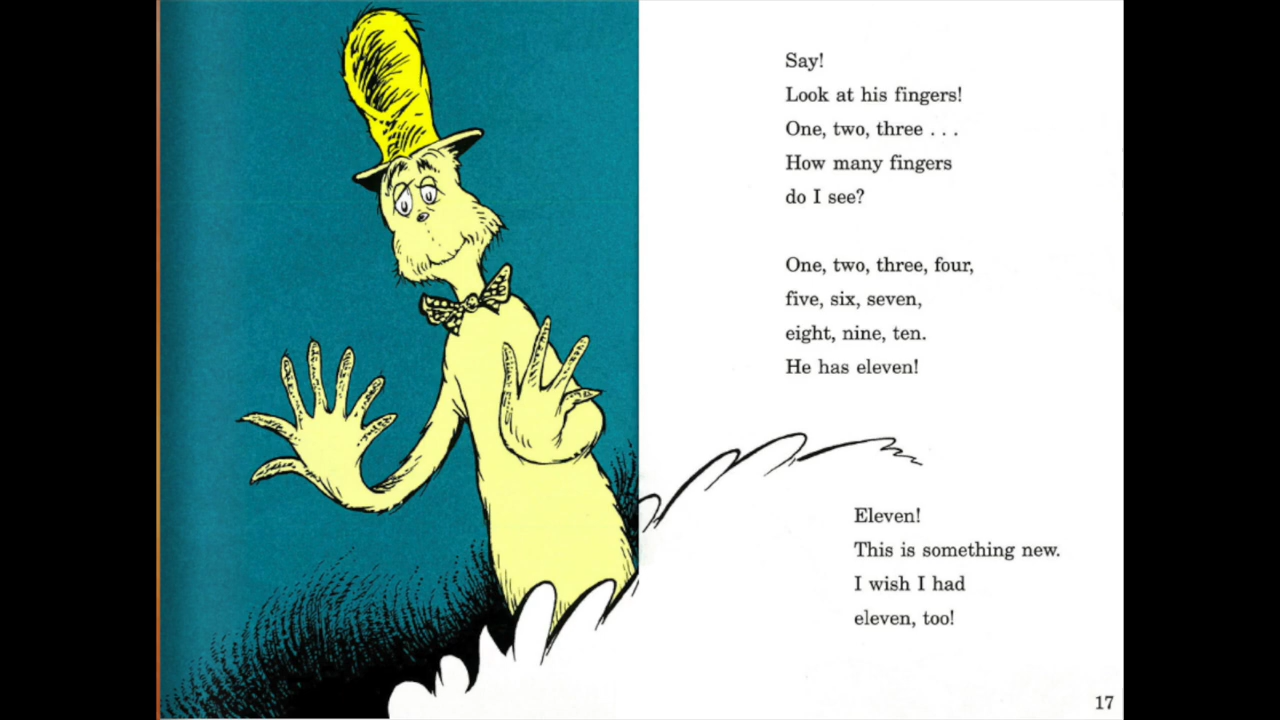 Say!
Look at his fingers!
One, two, three . . .
How many fingers
do I see?
One, two, three, four,
five, six, seven,
eight, nine, ten.
He has eleven!
Eleven!
This is something new.
I wish I had
eleven, too!
17